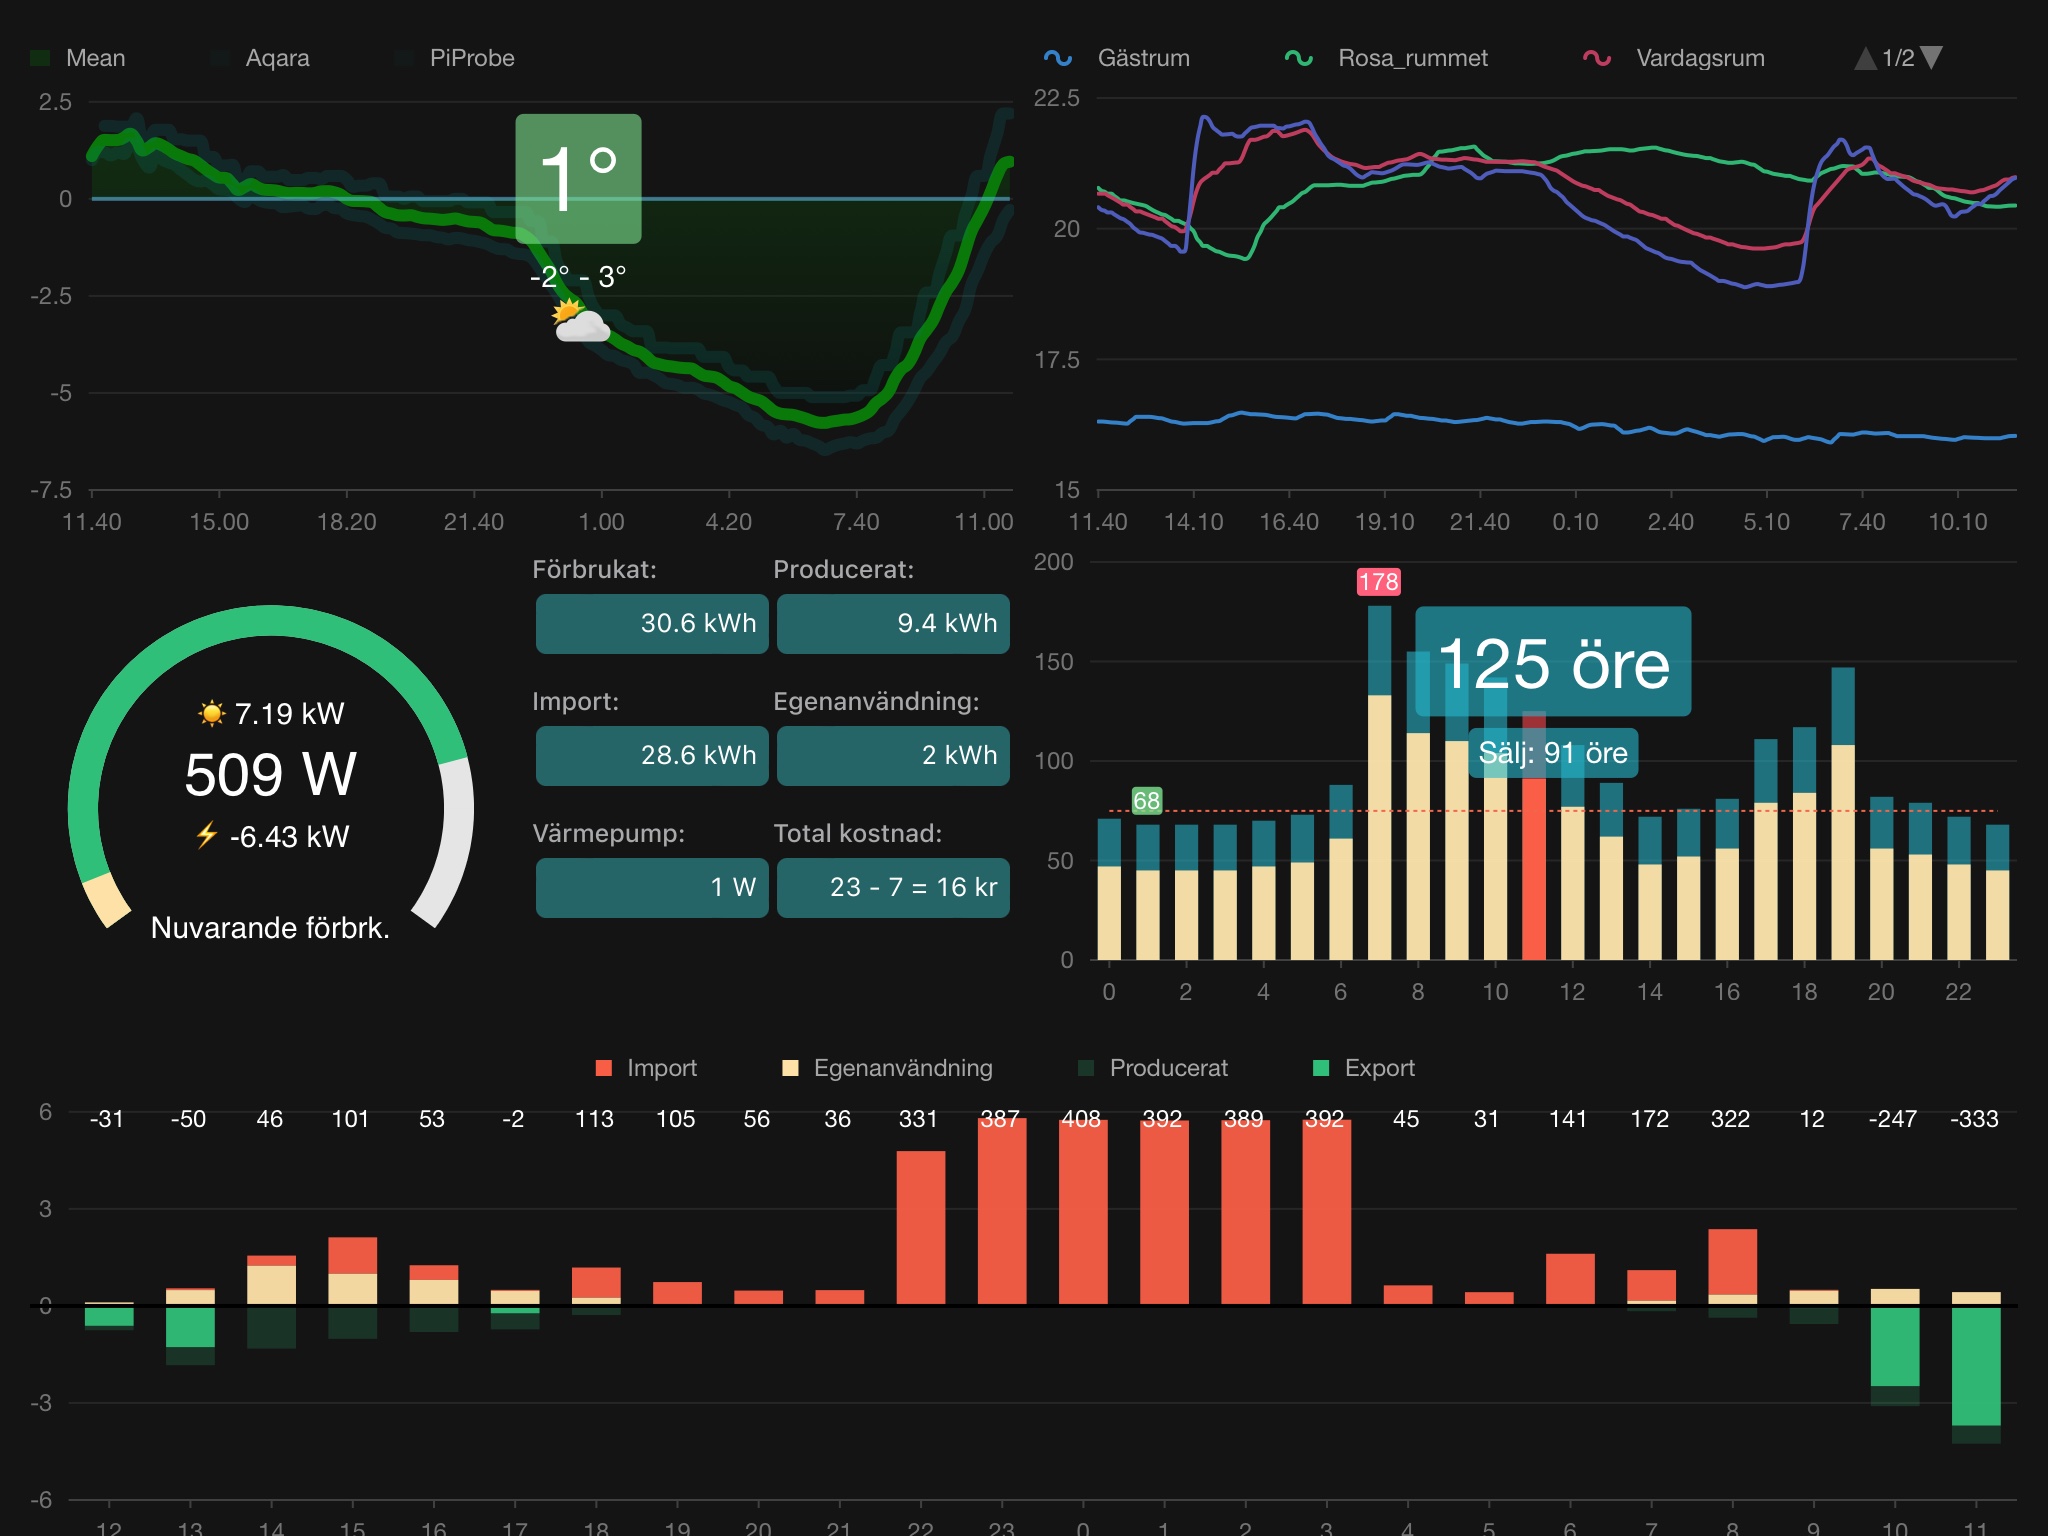 Mean Aqara PiProbe
2.5
0
-2.5
-5
-7.5
11.40 15.00 18.20 21.40 1.00 4.20 7.40 11.00
1°
-2° - 3°
Gästrum Rosa_rummet Vardagsrum 1/2
22.5
20
17.5
15
11.40 14.10 16.40 19.10 21.40 0.10 2.40 5.10 7.40 10.10
7.19 kW
509 W
-6.43 kW
Nuvarande förbrk.
Förbrukat: Producerat:
30.6 kWh 9.4 kWh
Import: Egenanvändning:
28.6 kWh 2 kWh
Värmepump: Total kostnad:
1 W 23 - 7 = 16 kr
200
150
100
50
0
178
68
125 öre
Sälj: 91 öre
0 2 4 6 8 10 12 14 16 18 20 22
Import Egenanvändning Producerat Export
6
3
0
-3
-6
-31 -50 46 101 53 -2 113 105 56 36 331 387 408 392 389 392 45 31 141 172 322 12 -247 -333
12 13 14 15 16 17 18 19 20 21 22 23 0 1 2 3 4 5 6 7 8 9 10 11